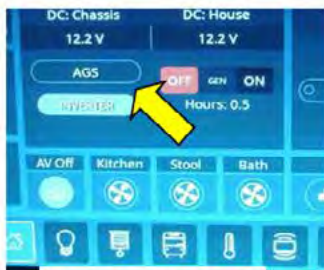 DC: Chassis DC: House
12.2 V 12.2 V
AGS OFF GEN ON
INVERTER Hours: 0.5
AV Off Kitchen Stool Bath